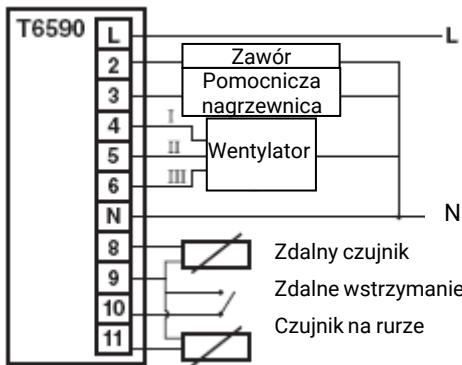 T6590
L
L
2
Zawór
3
Pomocnicza
nagrzewnica
4
I
5
II
Wentylator
6
III
N
N
8
Zdalny czujnik
9
Zdalne wstrzymanie
10
11
Czujnik na rurze